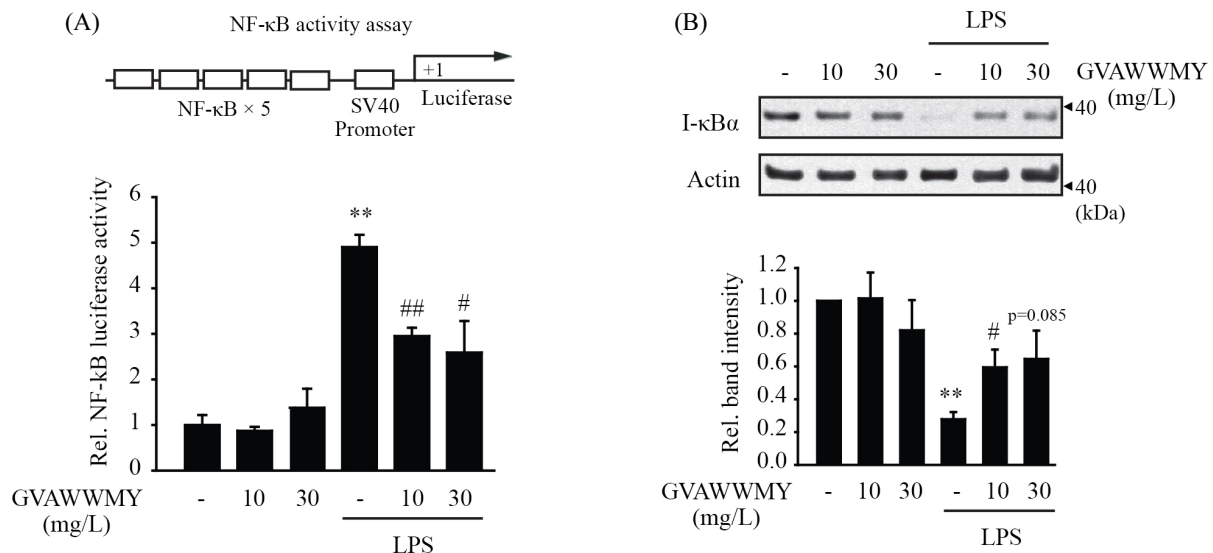 (A)
NF-κB activity assay
+1
Luciferase
NF-κB × 5
SV40
Promoter
Rel. NF-kB luciferase activity
6
5
4
3
2
1
0
**
##
#
GVAWWMY
(mg/L)
- 10 30 - 10 30
LPS
(B)
LPS
- 10 30 - 10 30 GVAWWMY
(mg/L)
I-κBα
40
Actin
40
(kDa)
Rel. band intensity
1.2
1.0
0.8
0.6
0.4
0.2
0.0
**
#
p=0.085
GVAWWMY
(mg/L)
- 10 30 - 10 30
LPS